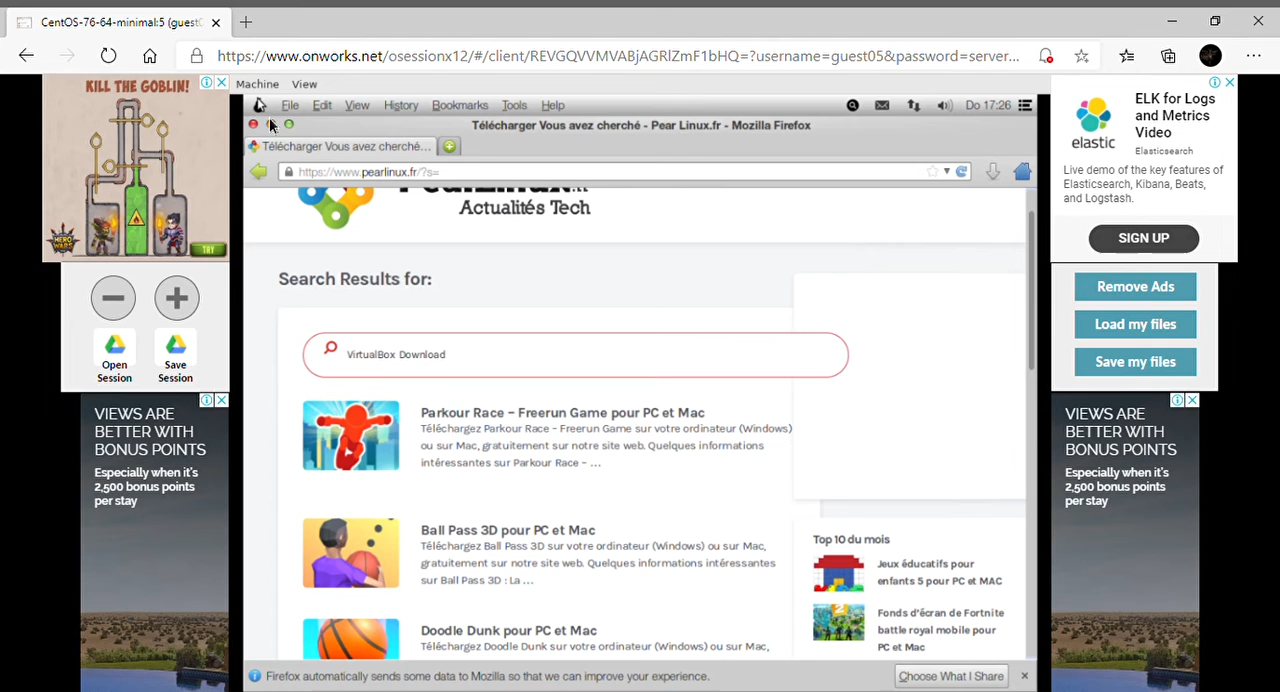 CentOS-76-64-minimal:5 (guest
https://www.onworks.net/osessionx12/#/client/REVGQVVMVABjAGRlZmF1bHQ=?username=guest05&password=server...
KILL THE GOBLIN!
HERO WARS
TRY
Open Session
Save Session
VIEWS ARE
BETTER WITH
BONUS POINTS
Especially when it's
2,500 bonus points
per stay
Machine View
File Edit View History Bookmarks Tools Help
Do 17:26
Télécharger Vous avez cherché - Pear Linux.fr - Mozilla Firefox
Télécharger Vous avez cherché...
https://www.pearlinux.fr/?s=
Actualités Tech
Search Results for:
VirtualBox Download
Parkour Race – Freerun Game pour PC et Mac
Téléchargez Parkour Race – Freerun Game sur votre ordinateur (Windows)
ou sur Mac, gratuitement sur notre site web. Quelques informations
intéressantes sur Parkour Race – ...
Ball Pass 3D pour PC et Mac
Téléchargez Ball Pass 3D sur votre ordinateur (Windows) ou sur Mac,
gratuitement sur notre site web. Quelques informations intéressantes
sur Ball Pass 3D : La ...
Doodle Dunk pour PC et Mac
Téléchargez Doodle Dunk sur votre ordinateur (Windows) ou sur Mac,
Top 10 du mois
Jeux éducatifs pour
enfants 5 pour PC et MAC
Fonds d'écran de Fortnite
battle royal mobile pour
PC et Mac
Firefox automatically sends some data to Mozilla so that we can improve your experience.
Choose What I Share
ELK for Logs
and Metrics
Video
Elasticsearch
elastic
Live demo of the key features of
Elasticsearch, Kibana, Beats,
and Logstash.
SIGN UP
Remove Ads
Load my files
Save my files
VIEWS ARE
BETTER WITH
BONUS POINTS
Especially when it's
2,500 bonus points
per stay